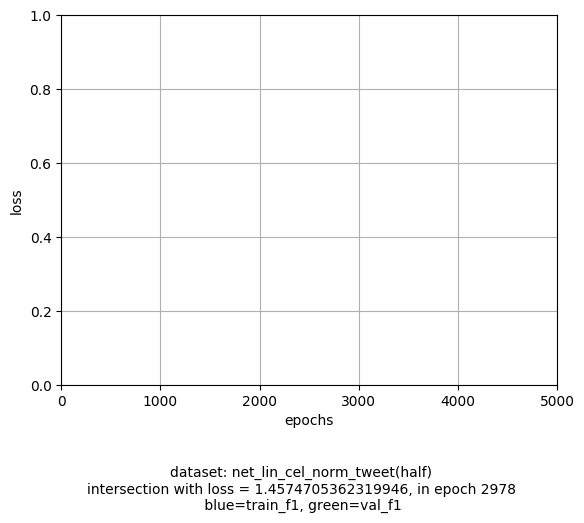 1.0
0.8
0.6
0.4
0.2
0.0
loss
0 1000 2000 3000 4000 5000
epochs
dataset: net_lin_cel_norm_tweet(half)
intersection with loss = 1.4574705362319946, in epoch 2978
blue=train_f1, green=val_f1